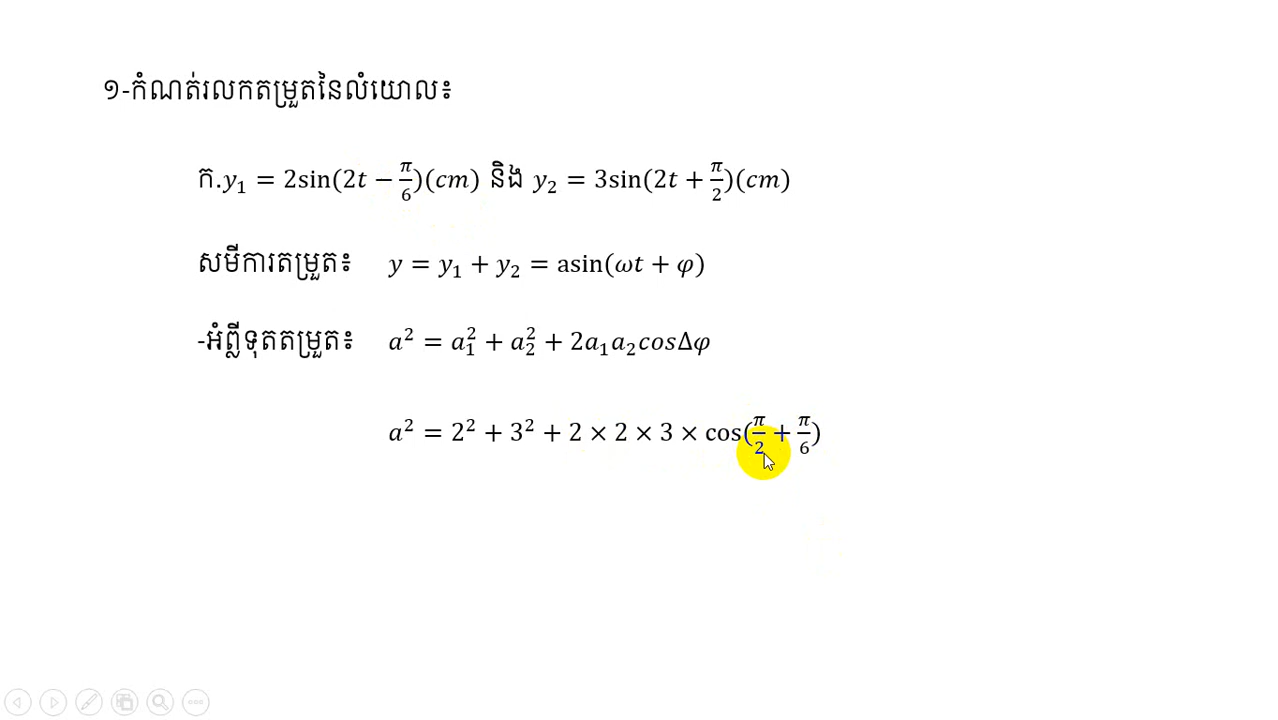 ១-កំណត់រលកតម្រួតនៃលំយោល៖
ក.y₁ = 2sin(2t − π/6)(cm) និង y₂ = 3sin(2t + π/2)(cm)
សមីការតម្រួត៖ y = y₁ + y₂ = asin(ωt + φ)
-អំព្លីទុតតម្រួត៖ a² = a₁² + a₂² + 2a₁a₂cosΔφ
a² = 2² + 3² + 2 × 2 × 3 × cos(π/2 + π/6)